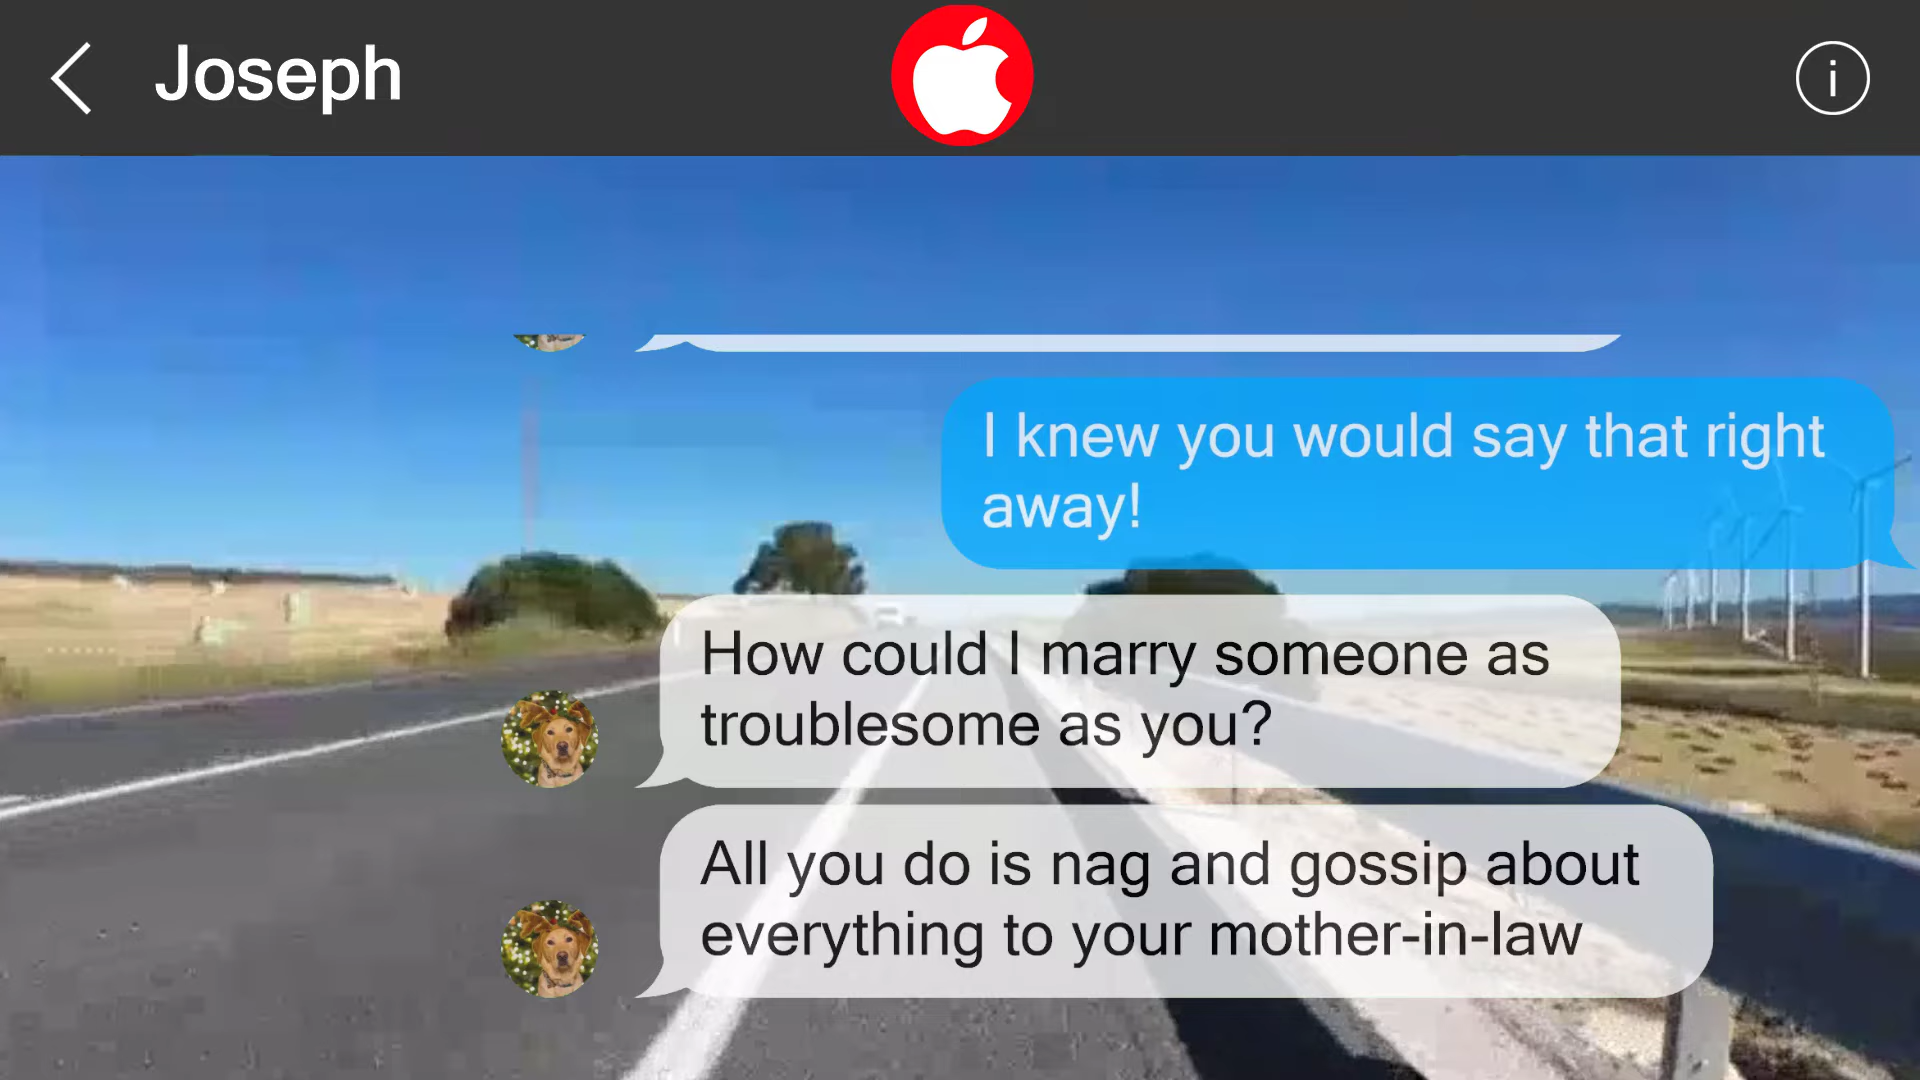 Joseph
I knew you would say that right
away!
How could I marry someone as
troublesome as you?
All you do is nag and gossip about
everything to your mother-in-law